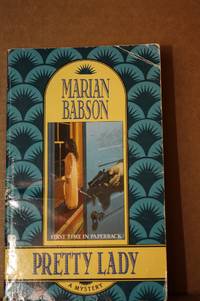 MARIAN
BABSON
FIRST TIME IN PAPERBACK!
PRETTY LADY
A MYSTERY